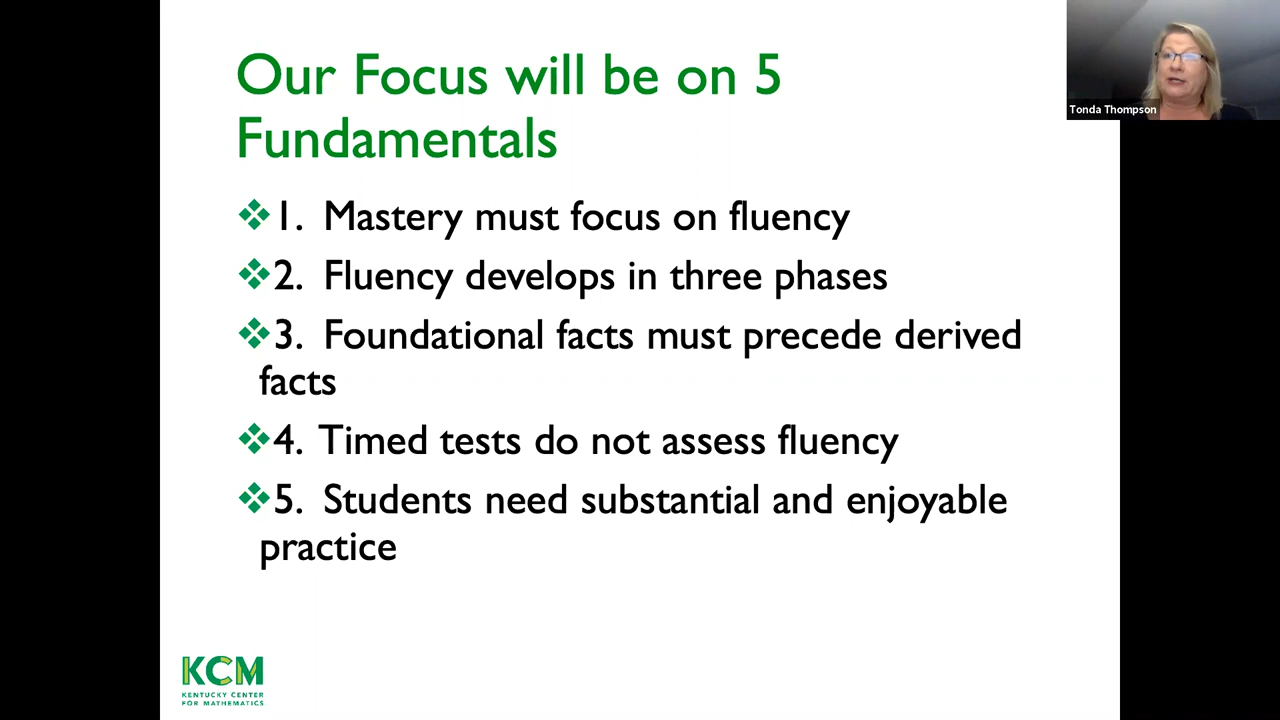 Our Focus will be on 5
Fundamentals
1. Mastery must focus on fluency
2. Fluency develops in three phases
3. Foundational facts must precede derived
facts
4. Timed tests do not assess fluency
5. Students need substantial and enjoyable
practice
Tonda Thompson
KCM
KENTUCKY CENTER
FOR MATHEMATICS